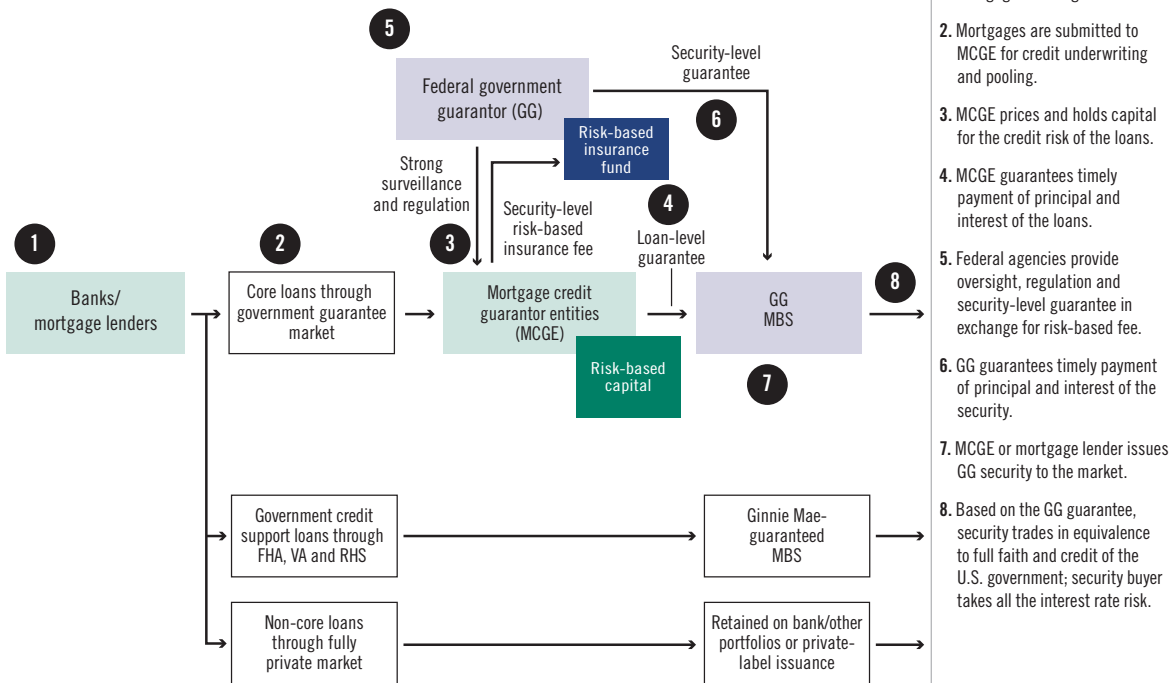 5
Federal government
guarantor (GG)
Security-level
guarantee
6
Risk-based
insurance
fund
Strong
surveillance
and regulation
Security-level
risk-based
insurance fee
4
Loan-level
guarantee
1
Banks/
mortgage lenders
2
Core loans through
government guarantee
market
3
Mortgage credit
guarantor entities
(MCGE)
Risk-based
capital
GG
MBS
7
8
Government credit
support loans through
FHA, VA and RHS
Ginnie Mae-
guaranteed
MBS
Non-core loans
through fully
private market
Retained on bank/other
portfolios or private-
label issuance
2. Mortgages are submitted to
MCGE for credit underwriting
and pooling.
3. MCGE prices and holds capital
for the credit risk of the loans.
4. MCGE guarantees timely
payment of principal and
interest of the loans.
5. Federal agencies provide
oversight, regulation and
security-level guarantee in
exchange for risk-based fee.
6. GG guarantees timely payment
of principal and interest of the
security.
7. MCGE or mortgage lender issues
GG security to the market.
8. Based on the GG guarantee,
security trades in equivalence
to full faith and credit of the
U.S. government; security buyer
takes all the interest rate risk.